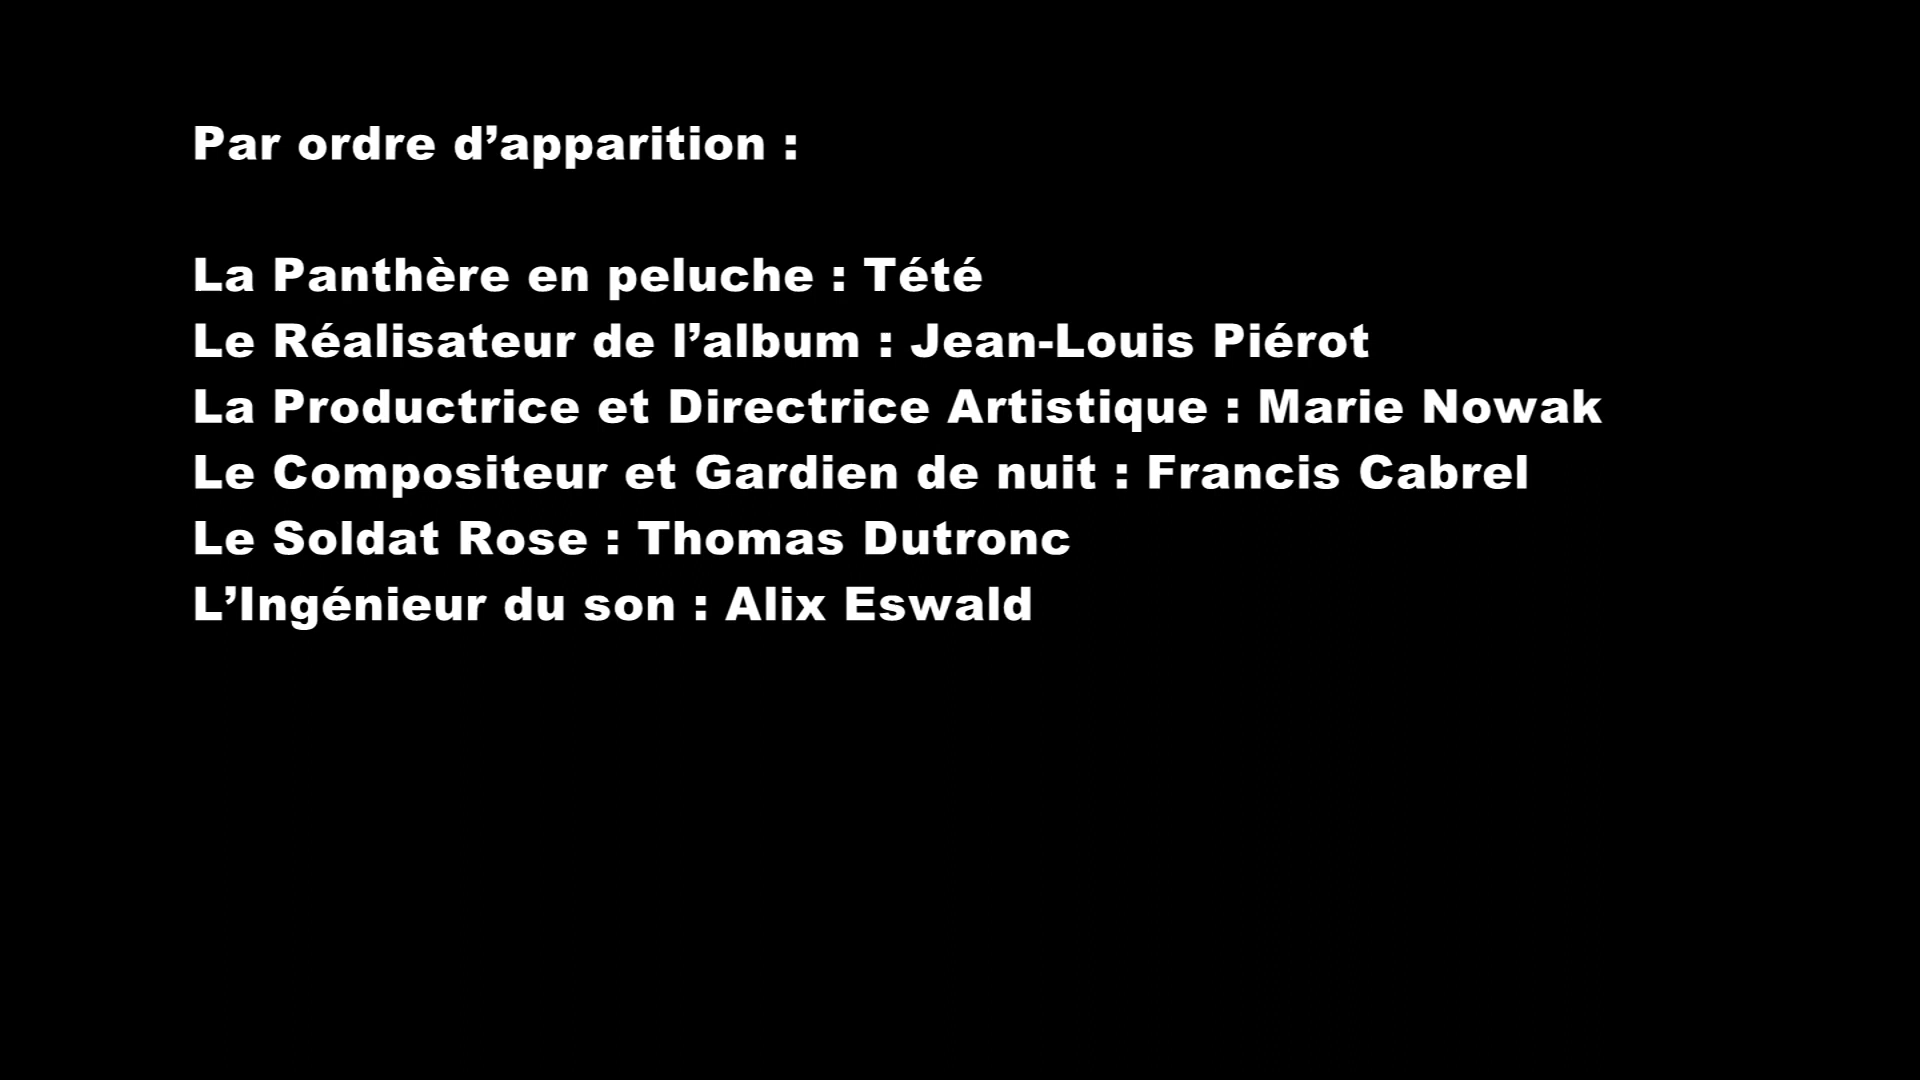 Par ordre d’apparition :
La Panthère en peluche : Tété
Le Réalisateur de l’album : Jean-Louis Piérot
La Productrice et Directrice Artistique : Marie Nowak
Le Compositeur et Gardien de nuit : Francis Cabrel
Le Soldat Rose : Thomas Dutronc
L’Ingénieur du son : Alix Eswald